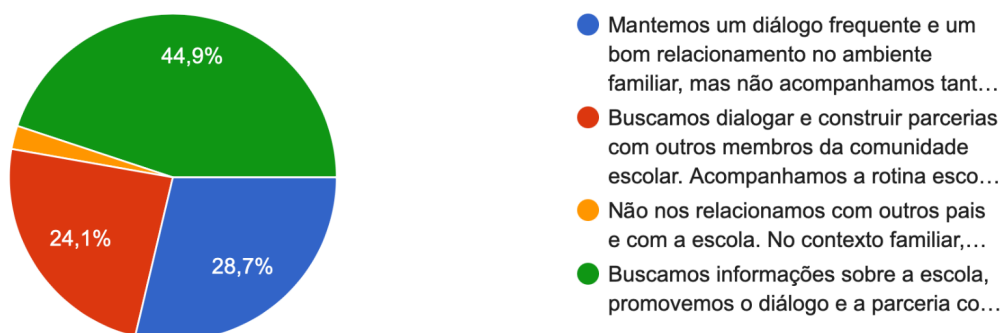 44,9%
24,1%
28,7%
Mantemos um diálogo frequente e um
bom relacionamento no ambiente
familiar, mas não acompanhamos tant…
Buscamos dialogar e construir parcerias
com outros membros da comunidade
escolar. Acompanhamos a rotina esco…
Não nos relacionamos com outros pais
e com a escola. No contexto familiar,…
Buscamos informações sobre a escola,
promovemos o diálogo e a parceria co…